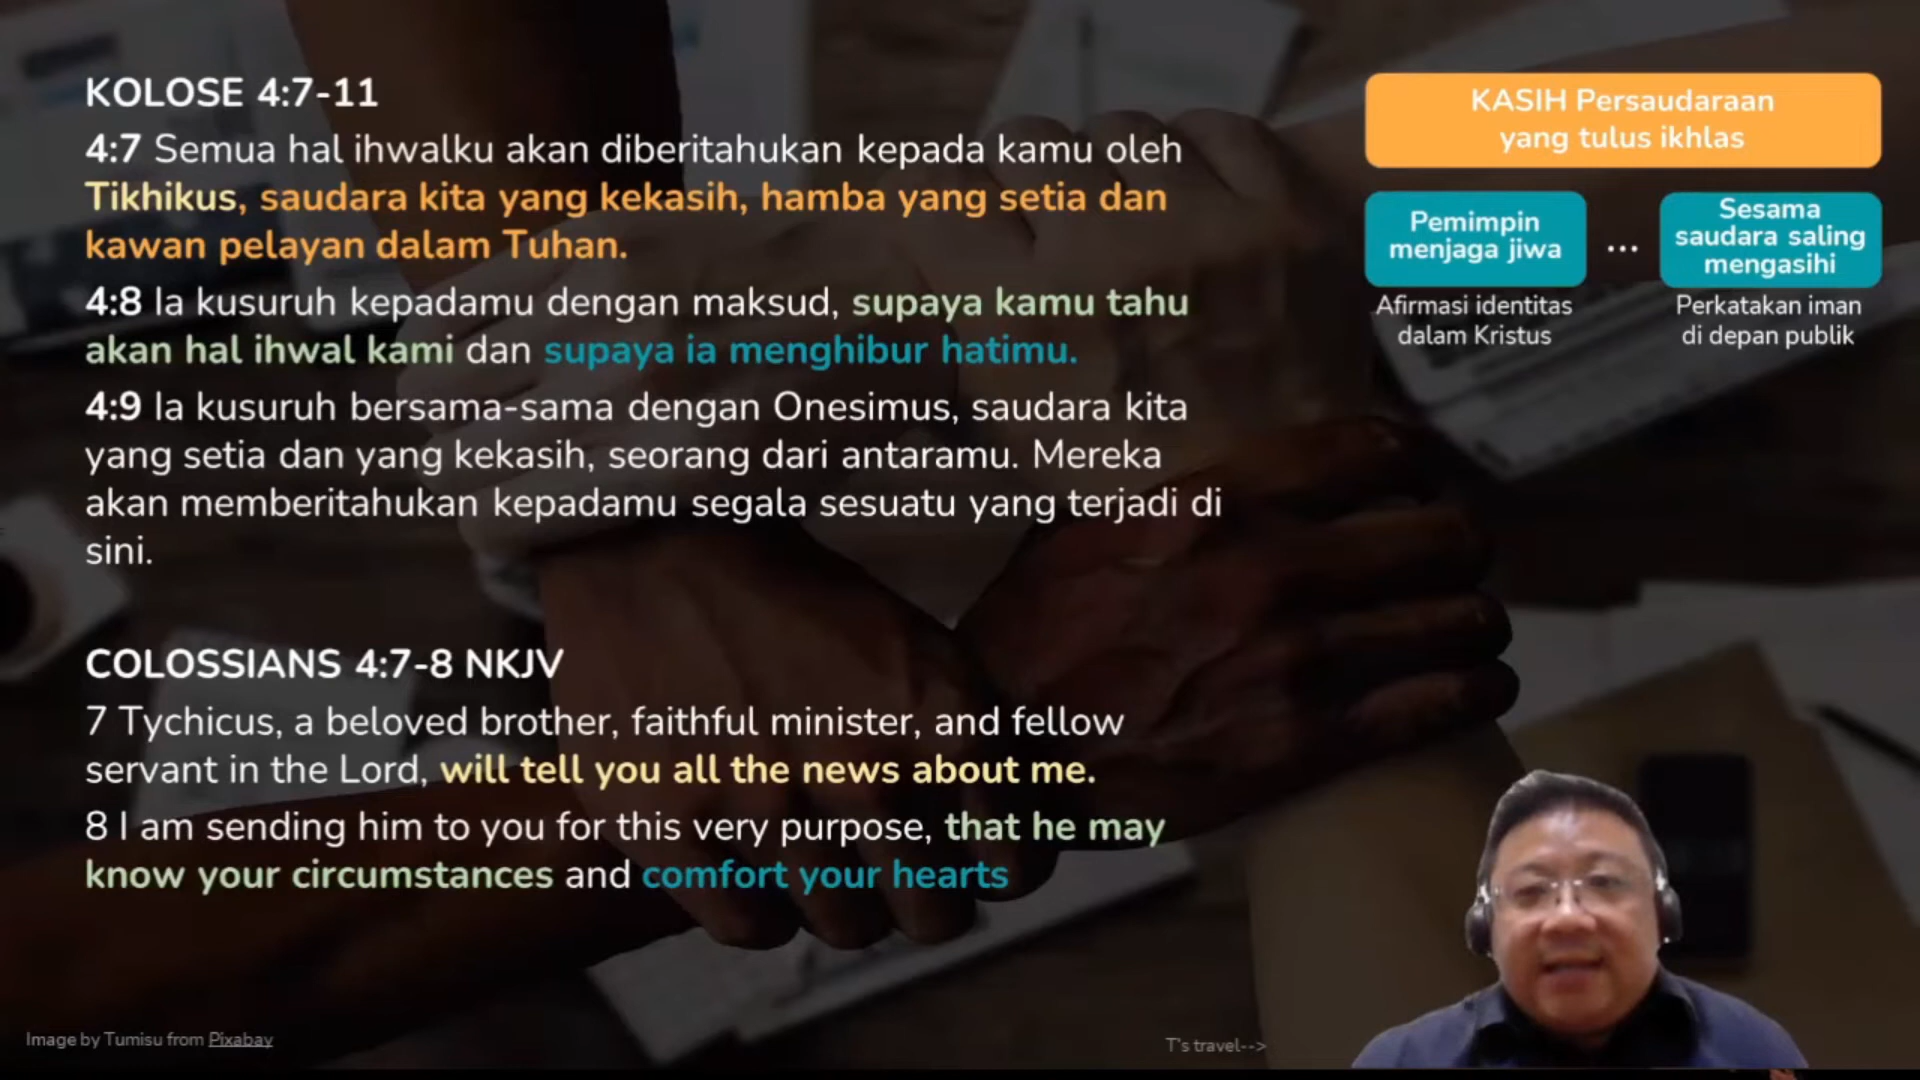 KOLOSE 4:7-11
4:7 Semua hal ihwalku akan diberitahukan kepada kamu oleh
Tikhikus, saudara kita yang kekasih, hamba yang setia dan
kawan pelayan dalam Tuhan.
4:8 Ia kusuruh kepadamu dengan maksud, supaya kamu tahu
akan hal ihwal kami dan supaya ia menghibur hatimu.
4:9 Ia kusuruh bersama-sama dengan Onesimus, saudara kita
yang setia dan yang kekasih, seorang dari antaramu. Mereka
akan memberitahukan kepadamu segala sesuatu yang terjadi di
sini.
COLOSSIANS 4:7-8 NKJV
7 Tychicus, a beloved brother, faithful minister, and fellow
servant in the Lord, will tell you all the news about me.
8 I am sending him to you for this very purpose, that he may
know your circumstances and comfort your hearts
KASIH Persaudaraan
yang tulus ikhlas
Pemimpin
menjaga jiwa
...
Sesama
saudara saling
mengasihi
Afirmasi identitas
dalam Kristus
Perkatakan iman
di depan publik
Image by Tumisu from Pixabay
T's travel-->